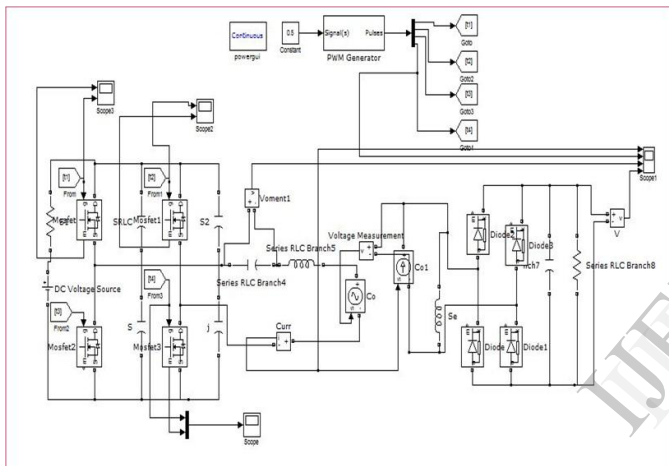 Continuous
powergui
0.5
Constant
Signal(s) Pulses
PWM Generator
[t1]
Goto
[t2]
Goto2
[t3]
Goto3
[t4]
Goto1
Scope3
Scope2
Scope1
[t1]
From
[t2]
From1
Mosfet
SRLC
Mosfet1
S2
Voment1
Voltage Measurement
Series RLC Branch5
Series RLC Branch4
Co1
Co
Diode2
Diode3
nch7
Series RLC Branch8
V
DC Voltage Source
[t3]
From2
[t4]
From3
Mosfet2
S
Mosfet3
j
Curr
Se
Diode
Diode1
Scope